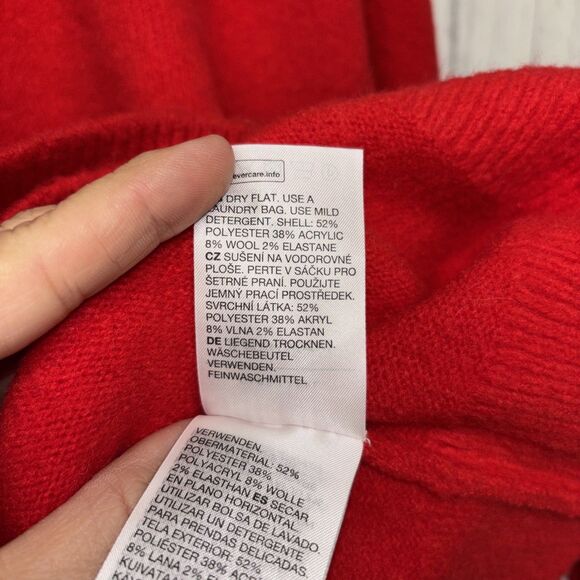 evercare.info
DRY FLAT. USE A
LAUNDRY BAG. USE MILD
DETERGENT. SHELL: 52%
POLYESTER 38% ACRYLIC
8% WOOL 2% ELASTANE
CZ SUŠENÍ NA VODOROVNÉ
PLOŠE. PERTE V SÁČKU PRO
ŠETRNÉ PRANÍ. POUŽIJTE
JEMNÝ PRACÍ PROSTŘEDEK.
SVRCHNÍ LÁTKA: 52%
POLYESTER 38% AKRYL
8% VLNA 2% ELASTAN
DE LIEGEND TROCKNEN.
WÄSCHEBEUTEL
VERWENDEN.
FEINWASCHMITTEL
VERWENDEN.
OBERMATERIAL: 52%
POLYESTER 38%
POLYACRYL 8% WOLLE
2% ELASTHAN ES SECAR
EN PLANO HORIZONTAL
UTILIZAR BOLSA DE LAVADO
UTILIZAR UN DETERGENTE
PARA PRENDAS DELICADAS.
TELA EXTERIOR: 52%
POLIÉSTER 38%
8% LANA 2%